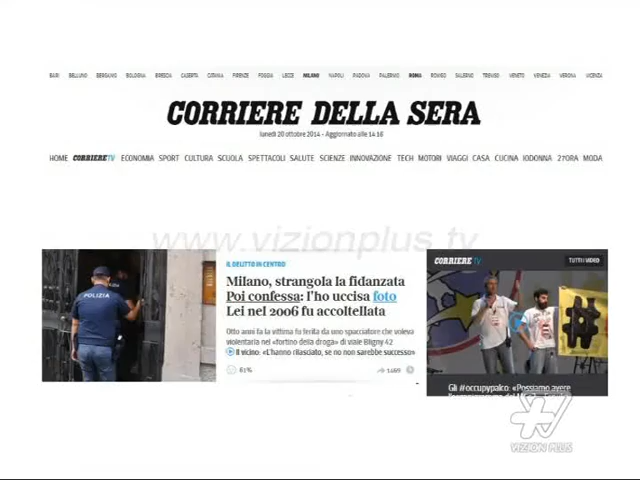 BARI BELLUNO BERGAMO BOLOGNA BRESCIA CASERTA CATANIA FIRENZE FOGGIA LECCE MILANO NAPOLI PADOVA PALERMO ROMA ROVIGO SALERNO TREVISO VENETO VENEZIA VERONA VICENZA
CORRIERE DELLA SERA
lunedì 20 ottobre 2014 - Aggiornato alle 14:16
HOME CORRIERETV ECONOMIA SPORT CULTURA SCUOLA SPETTACOLI SALUTE SCIENZE INNOVAZIONE TECH MOTORI VIAGGI CASA CUCINA IODONNA 27ORA MODA
www.vizionplus.tv
POLIZIA
IL DELITTO IN CENTRO
Milano, strangola la fidanzata
Poi confessa: l'ho uccisa foto
Lei nel 2006 fu accoltellata
Otto anni fa la vittima fu ferita da uno spacciatore che voleva
violentarla nel «fortino della droga» di viale Bligny 42
Il vicino: «L'hanno rilasciato, se no non sarebbe successo»
61%
CORRIERE TV
TUTTI I VIDEO
#
Gli #occupypalco: «Possiamo avere
VIZION PLUS